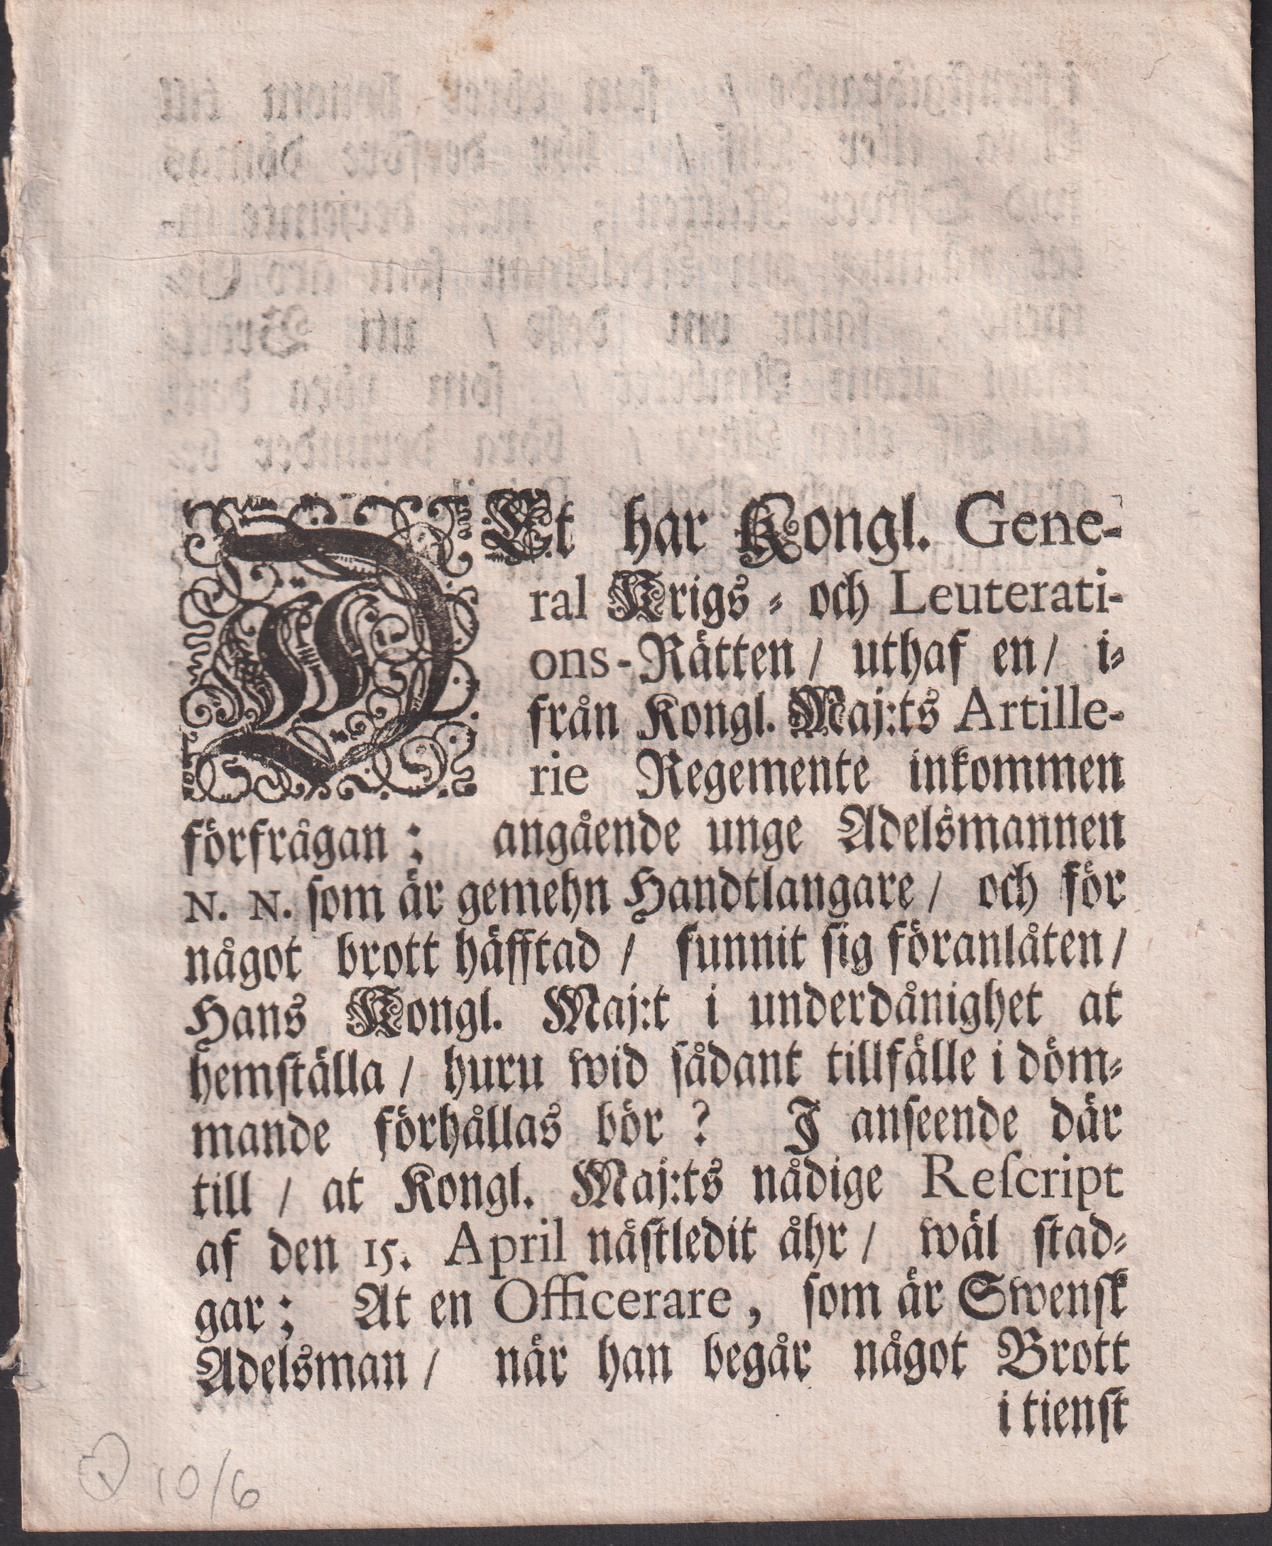 DEt har Kongl. Gene-
ral Krigs- och Leuterati-
ons-Rätten / uthaf en / i-
från Kongl. Maj:ts Artille-
rie Regemente inkommen
förfrågan; angående unge Adelsmannen
N. N. som är gemehn Handtlangare / och för
något brott häfftad / funnit sig föranlåten /
Hans Kongl. Maj:t i underdånighet at
hemställa / huru wid sådant tillfälle i döm-
mande förhållas bör? I anseende där
till / at Kongl. Maj:ts nådige Rescript
af den 15. April nästledit åhr / wäl stad-
gar; At en Officerare, som är Swensk
Adelsman / när han begår något Brott
i tienst
10/6